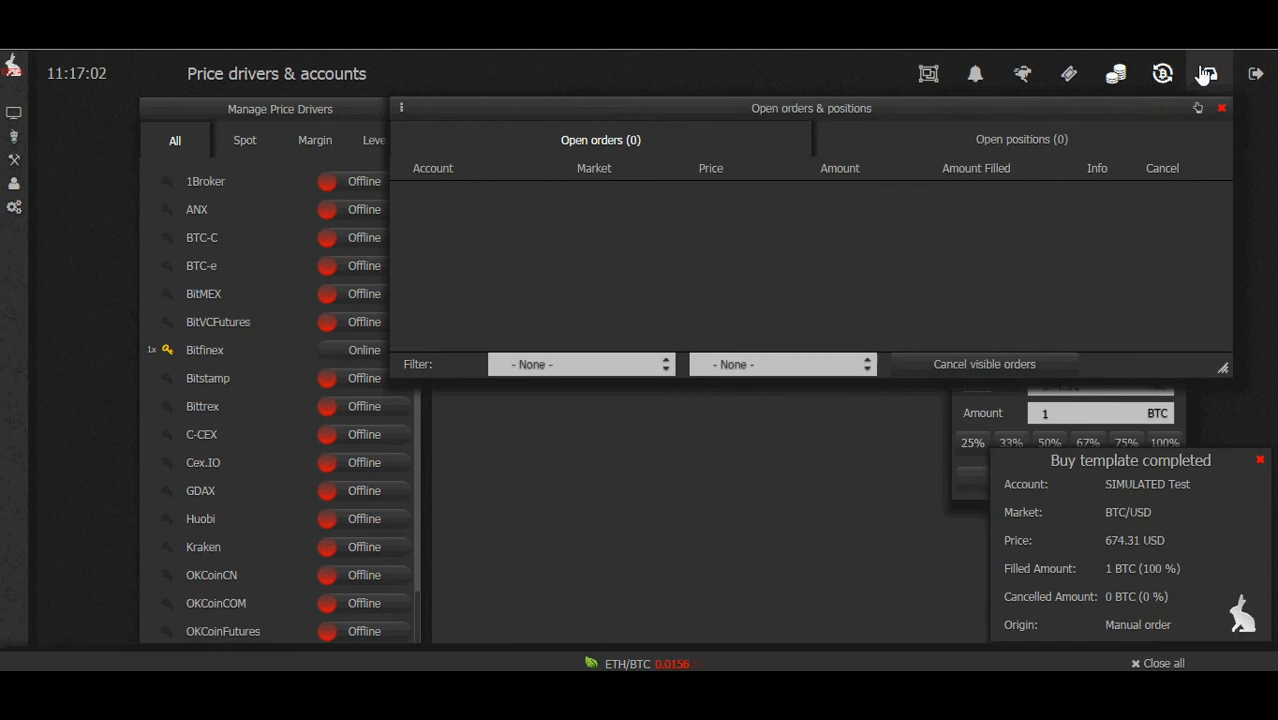 11:17:02
Price drivers & accounts
Manage Price Drivers
All Spot Margin Leve
1Broker Offline
ANX Offline
BTC-C Offline
BTC-e Offline
BitMEX Offline
BitVCFutures Offline
1x Bitfinex Online
Bitstamp Offline
Bittrex Offline
C-CEX Offline
Cex.IO Offline
GDAX Offline
Huobi Offline
Kraken Offline
OKCoinCN Offline
OKCoinCOM Offline
OKCoinFutures Offline
Open orders & positions
Open orders (0) Open positions (0)
Account Market Price Amount Amount Filled Info Cancel
Filter: - None - - None - Cancel visible orders
Amount 1 BTC
25% 33% 50% 67% 75% 100%
Buy template completed
Account: SIMULATED Test
Market: BTC/USD
Price: 674.31 USD
Filled Amount: 1 BTC (100 %)
Cancelled Amount: 0 BTC (0 %)
Origin: Manual order
ETH/BTC 0.0156
Close all